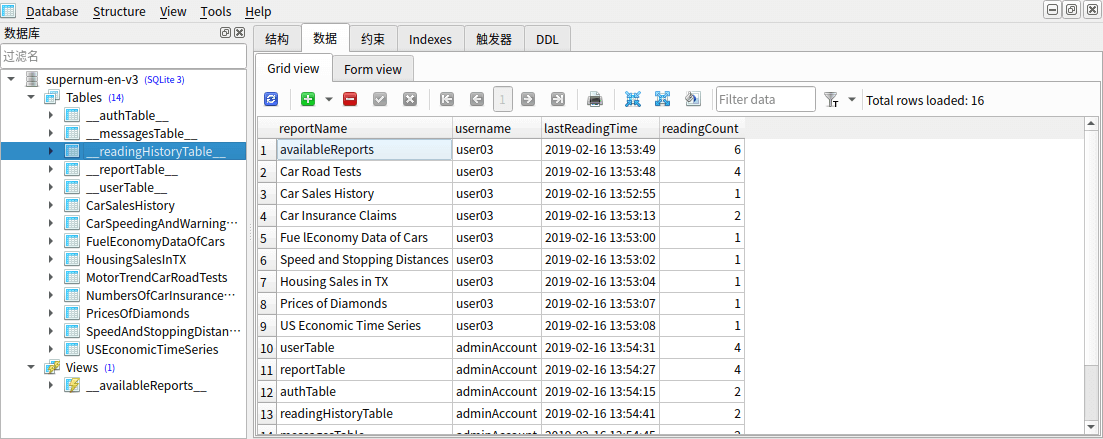 Database Structure View Tools Help
数据库
过滤名
supernum-en-v3 (SQLite 3)
Tables (14)
__authTable__
__messagesTable__
__readingHistoryTable__
__reportTable__
__userTable__
CarSalesHistory
CarSpeedingAndWarning···
FuelEconomyDataOfCars
HousingSalesInTX
MotorTrendCarRoadTests
NumbersOfCarInsurance···
PricesOfDiamonds
SpeedAndStoppingDistan···
USEconomicTimeSeries
Views (1)
__availableReports__
结构 数据 约束 Indexes 触发器 DDL
Grid view Form view
1 Filter data Total rows loaded: 16
reportName username lastReadingTime readingCount
1 availableReports user03 2019-02-16 13:53:49 6
2 Car Road Tests user03 2019-02-16 13:53:48 4
3 Car Sales History user03 2019-02-16 13:52:55 1
4 Car Insurance Claims user03 2019-02-16 13:53:13 2
5 Fue lEconomy Data of Cars user03 2019-02-16 13:53:00 1
6 Speed and Stopping Distances user03 2019-02-16 13:53:02 1
7 Housing Sales in TX user03 2019-02-16 13:53:04 1
8 Prices of Diamonds user03 2019-02-16 13:53:07 1
9 US Economic Time Series user03 2019-02-16 13:53:08 1
10 userTable adminAccount 2019-02-16 13:54:31 4
11 reportTable adminAccount 2019-02-16 13:54:27 4
12 authTable adminAccount 2019-02-16 13:54:15 2
13 readingHistoryTable adminAccount 2019-02-16 13:54:41 2